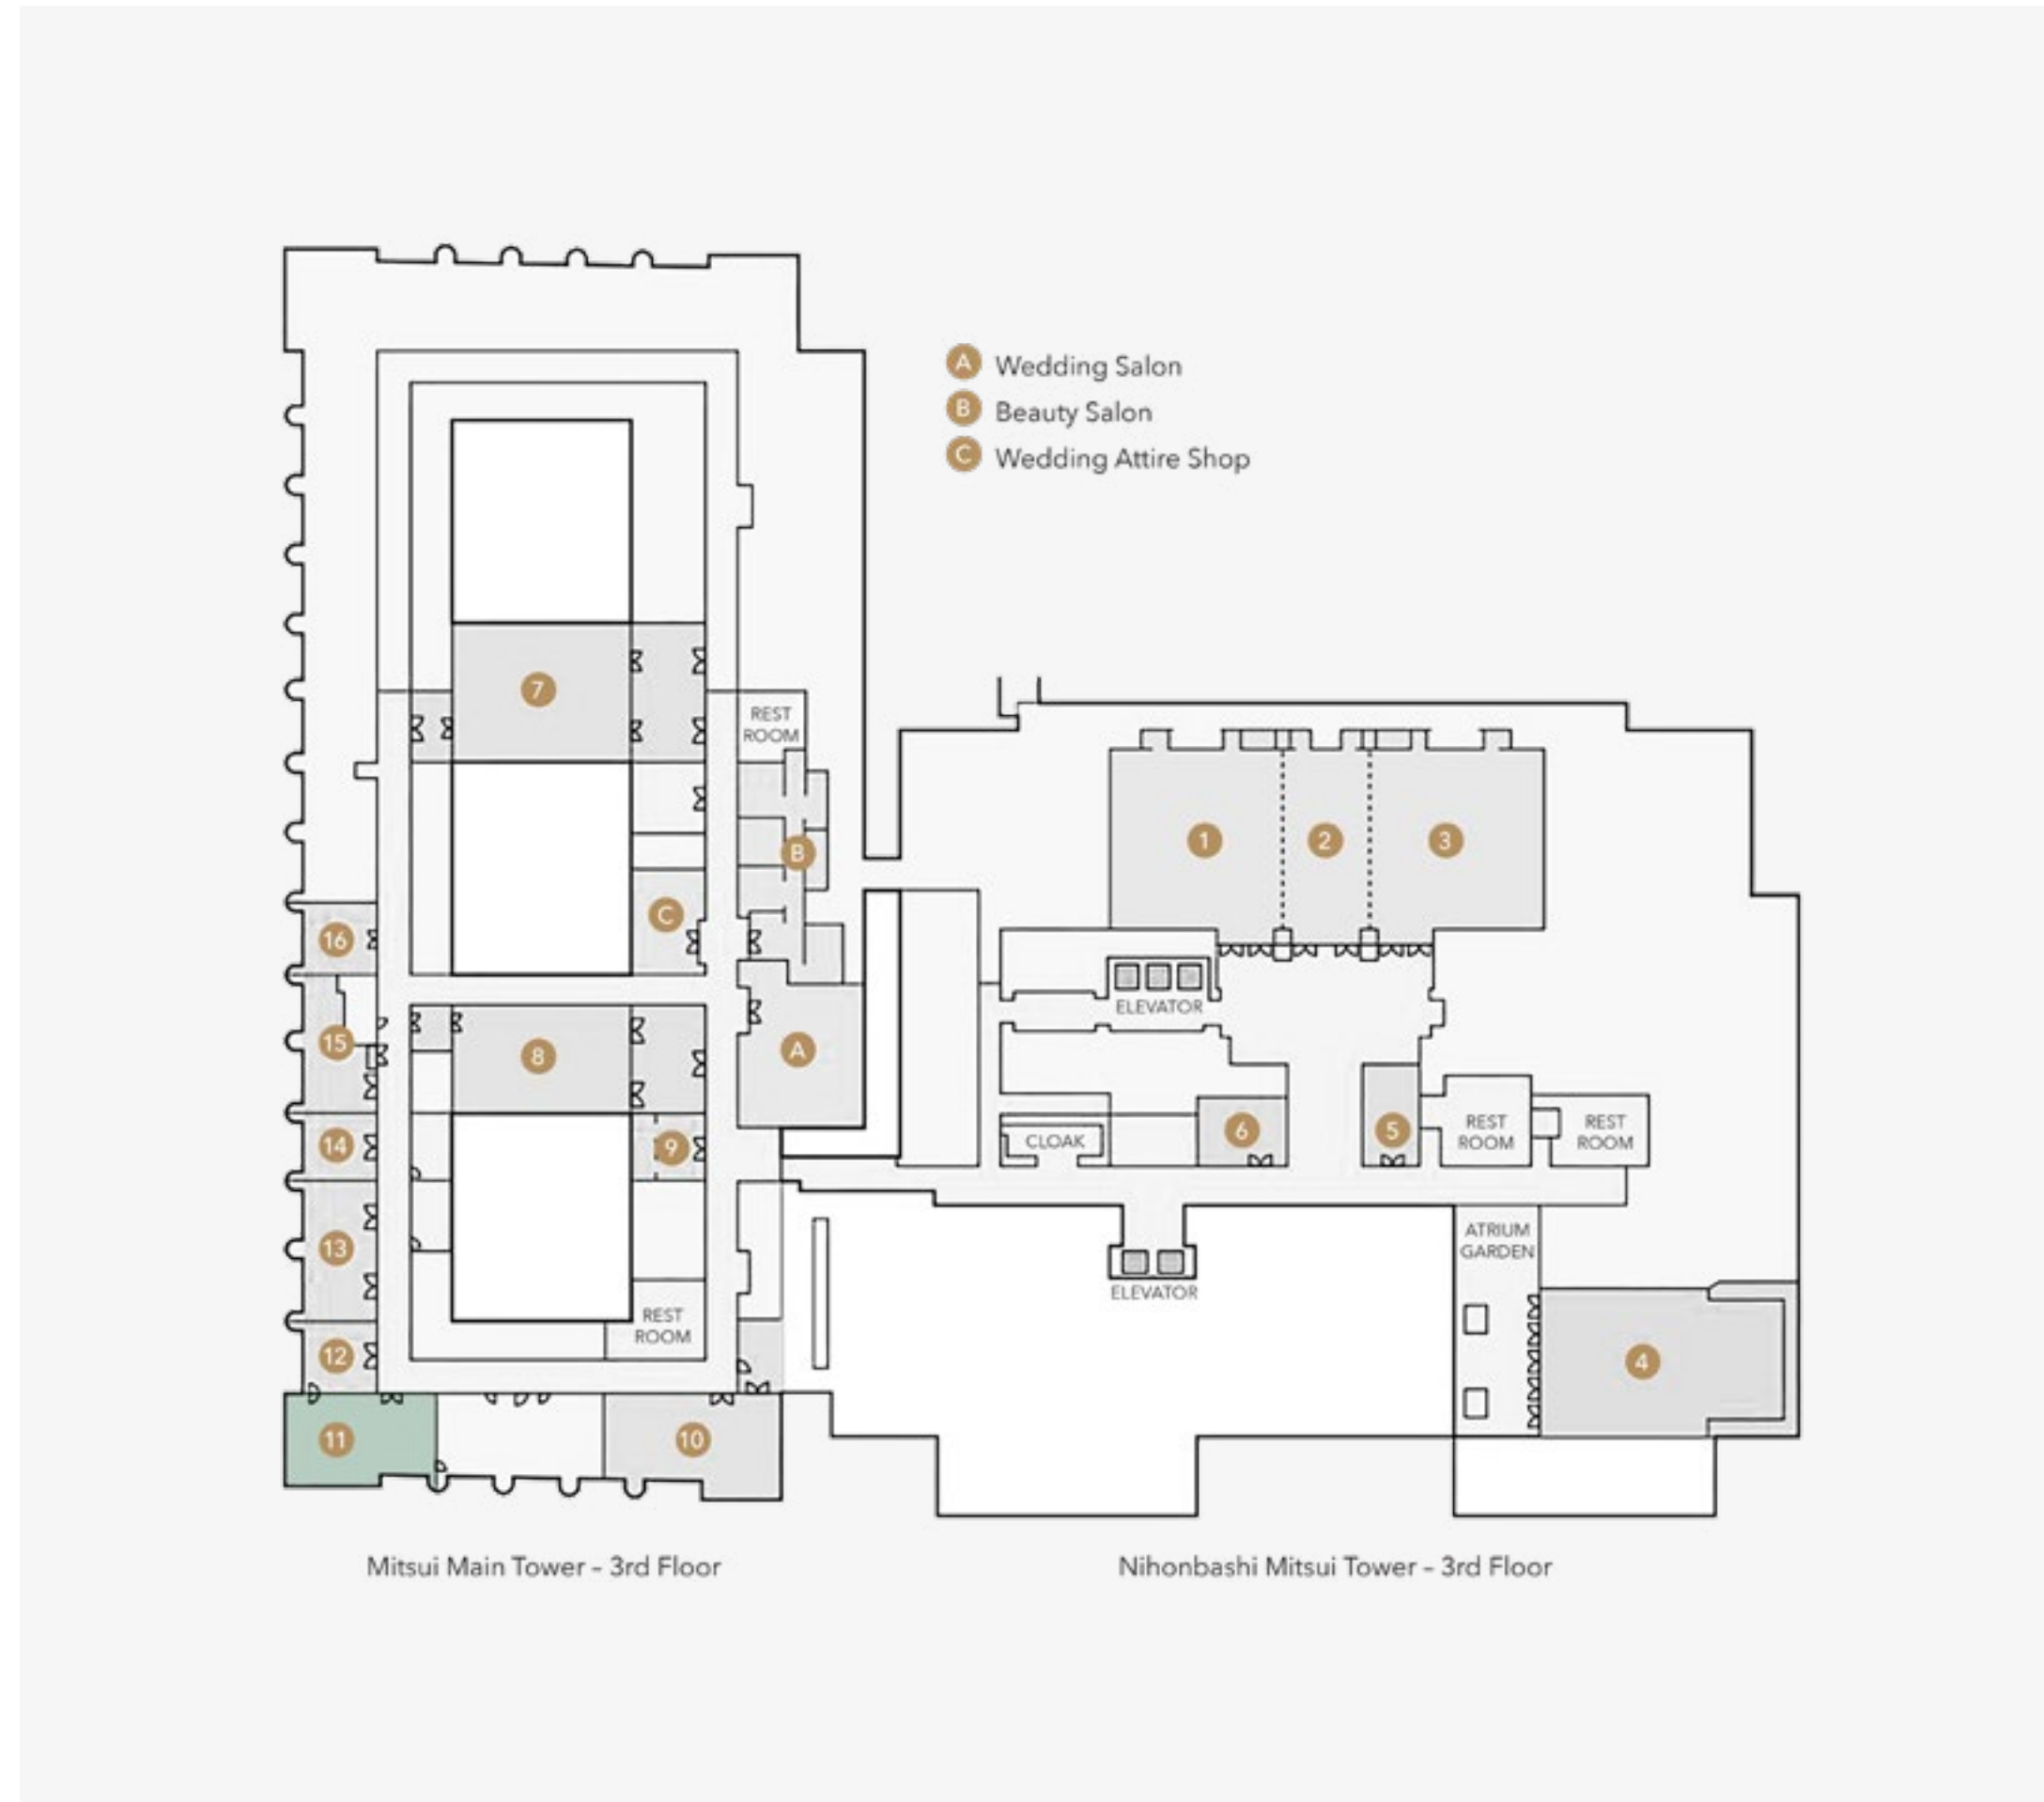 A Wedding Salon
B Beauty Salon
C Wedding Attire Shop
7
REST
ROOM
1
2
3
B
C
16
ELEVATOR
15
8
A
14
9
CLOAK
6
5
REST
ROOM
REST
ROOM
13
ATRIUM
GARDEN
ELEVATOR
REST
ROOM
12
4
11
10
Mitsui Main Tower – 3rd Floor
Nihonbashi Mitsui Tower – 3rd Floor